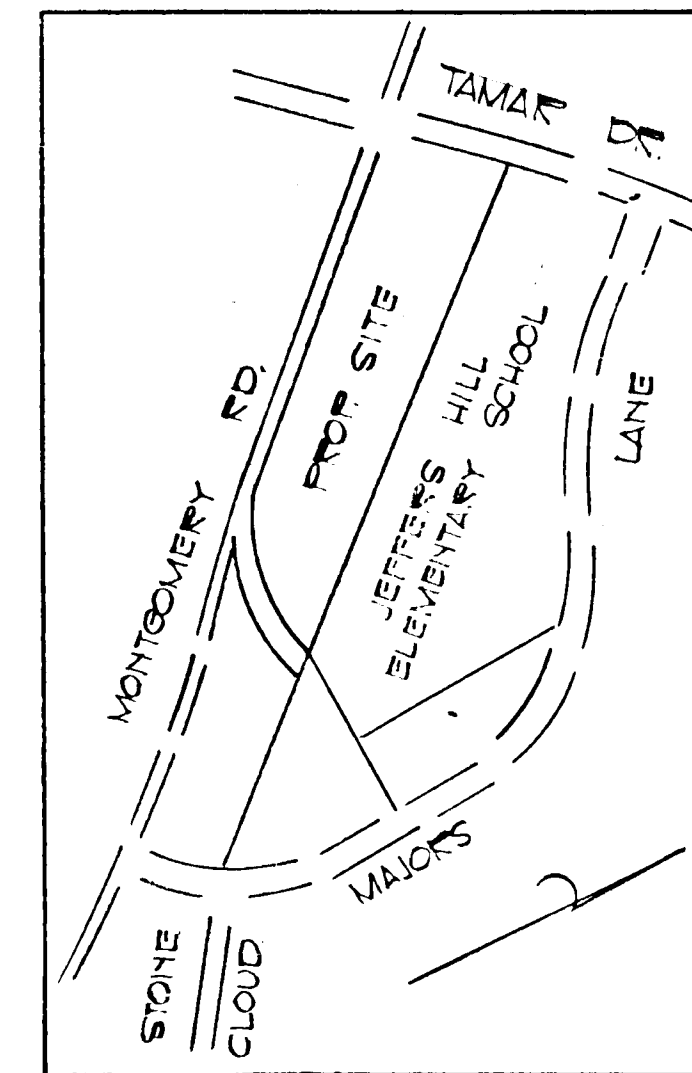 TAMAR DR.
MONTGOMERY RD.
PROP. SITE
JEFFERS HILL
ELEMENTARY SCHOOL
LANE
MAJORS
STONE
CLOUD